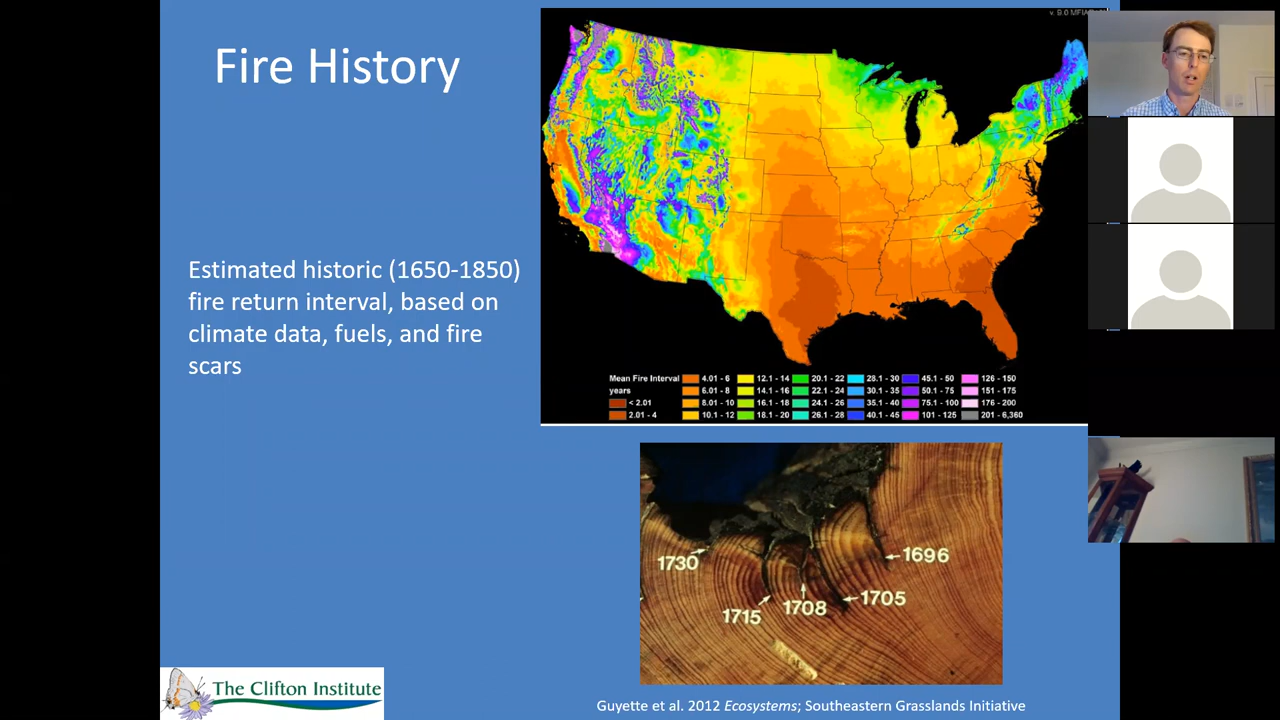 v. 9.0 MFI
Fire History
Estimated historic (1650-1850)
fire return interval, based on
climate data, fuels, and fire
scars
Mean Fire Interval
years
< 2.01
2.01 - 4
4.01 - 6
6.01 - 8
8.01 - 10
10.1 - 12
12.1 - 14
14.1 - 16
16.1 - 18
18.1 - 20
20.1 - 22
22.1 - 24
24.1 - 26
26.1 - 28
28.1 - 30
30.1 - 35
35.1 - 40
40.1 - 45
45.1 - 50
50.1 - 75
75.1 - 100
101 - 125
126 - 150
151 - 175
176 - 200
201 - 6,360
1730
1715
1708
1705
1696
The Clifton Institute
Guyette et al. 2012 Ecosystems; Southeastern Grasslands Initiative